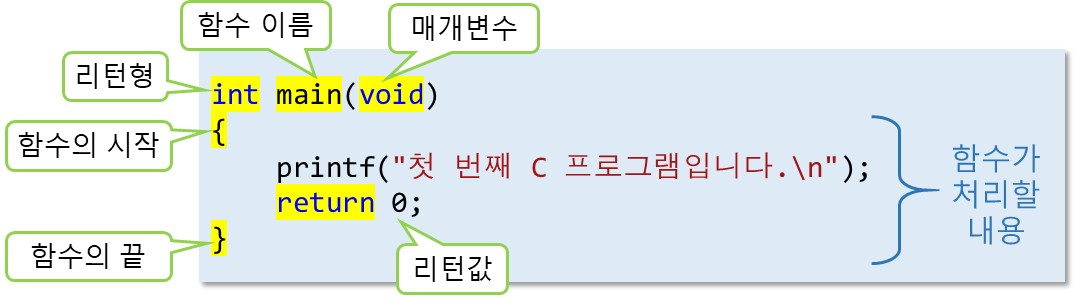 함수 이름
매개변수
리턴형
int main(void)
함수의 시작
{
printf("첫 번째 C 프로그램입니다.\n");
return 0;
}
함수의 끝
리턴값
함수가
처리할
내용